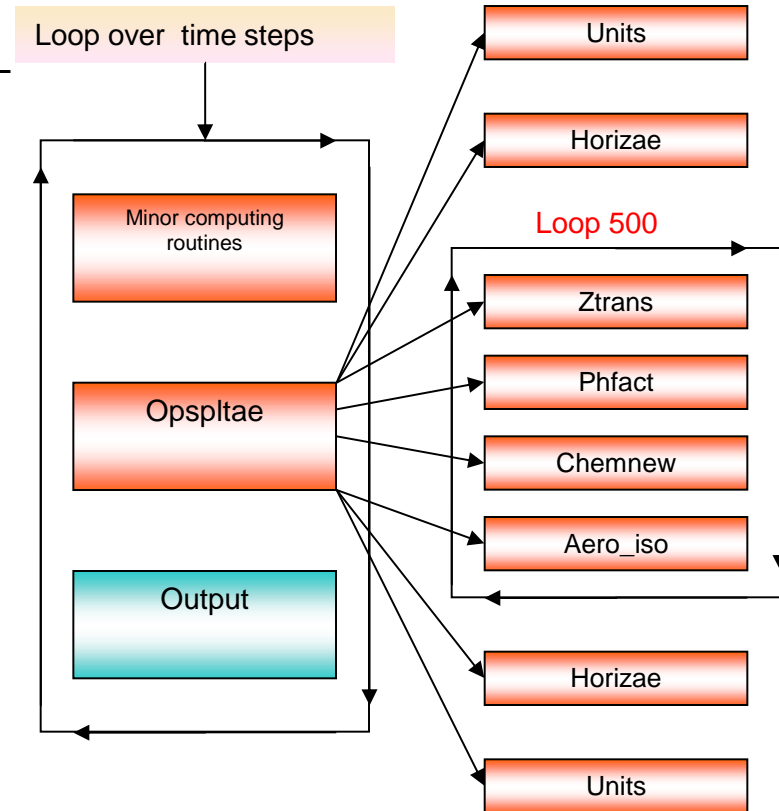 Loop over time steps
Minor computing
routines
Opspltae
Output
Units
Horizae
Loop 500
Ztrans
Phfact
Chemnew
Aero_iso
Horizae
Units